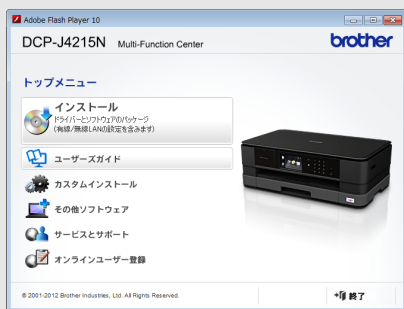 Adobe Flash Player 10
DCP-J4215N Multi-Function Center
brother
トップメニュー
インストール
ドライバーとソフトウェアのパッケージ
(有線/無線LANの設定を含みます)
ユーザーズガイド
カスタムインストール
その他ソフトウェア
サービスとサポート
オンラインユーザー登録
© 2001-2012 Brother Industries, Ltd. All Rights Reserved.
終了